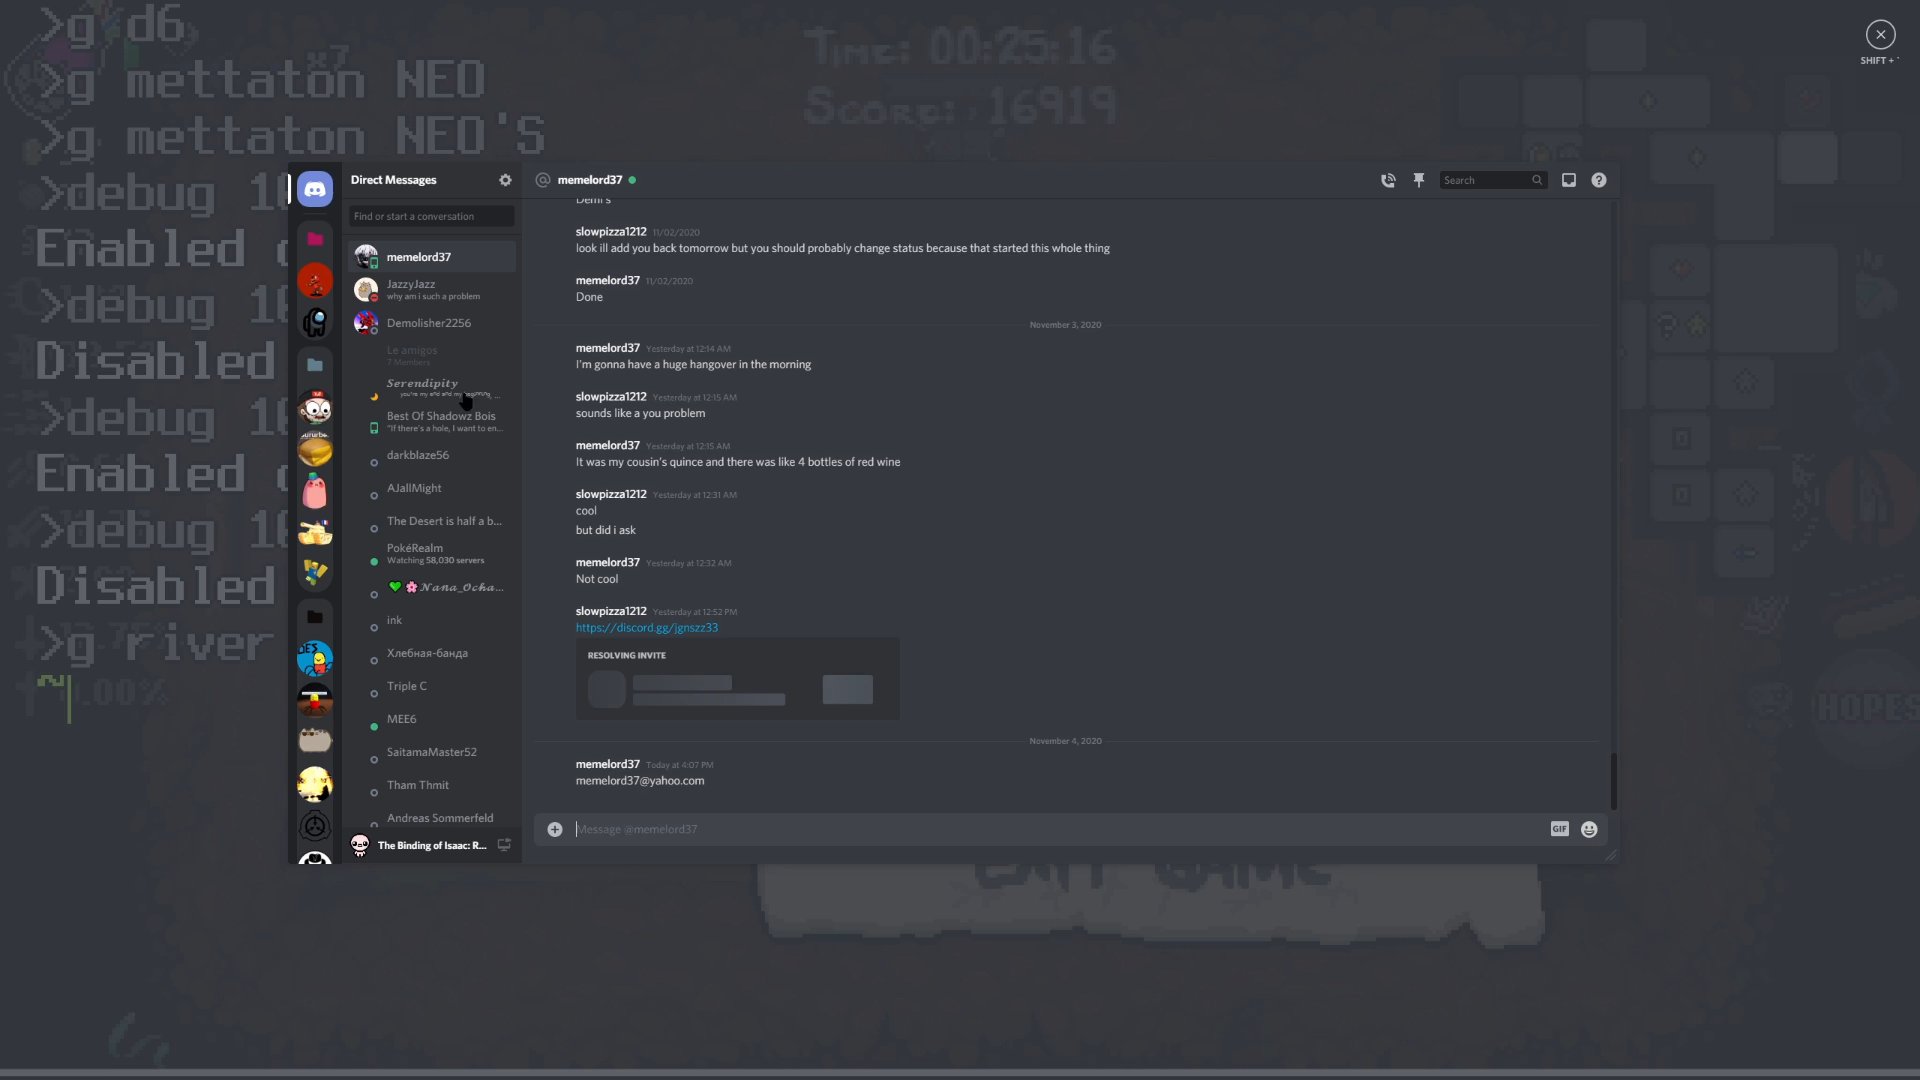 >g d6
x7
>g mettaton NEO
>g mettaton NEO'S
>debug 10
Enabled d
>debug 10
Disabled
>debug 10
Enabled d
>debug 10
Disabled
>g river
~
1.00%
Time: 00:25:16
Score: 16919
SHIFT + `
Direct Messages
Find or start a conversation
memelord37
JazzyJazz
why am i such a problem
Demolisher2256
Le amigos
7 Members
Serendipity
Best Of Shadowz Bois
"If there's a hole, I want to en...
darkblaze56
AJallMight
The Desert is half a b...
PokéRealm
Watching 58,030 servers
💚🌸𝓝𝓪𝓷𝓪_𝓞𝓬𝓱𝓪...
ink
Хлебная-банда
Triple C
MEE6
SaitamaMaster52
Tham Thmit
Andreas Sommerfeld
The Binding of Isaac: R...
@ memelord37
Search
Demi's
slowpizza1212 11/02/2020
look ill add you back tomorrow but you should probably change status because that started this whole thing
memelord37 11/02/2020
Done
November 3, 2020
memelord37 Yesterday at 12:14 AM
I'm gonna have a huge hangover in the morning
slowpizza1212 Yesterday at 12:15 AM
sounds like a you problem
memelord37 Yesterday at 12:15 AM
It was my cousin's quince and there was like 4 bottles of red wine
slowpizza1212 Yesterday at 12:31 AM
cool
but did i ask
memelord37 Yesterday at 12:32 AM
Not cool
slowpizza1212 Yesterday at 12:52 PM
https://discord.gg/jgnszz33
RESOLVING INVITE
November 4, 2020
memelord37 Today at 4:07 PM
memelord37@yahoo.com
Message @memelord37
GIF
EXIT GAME
HOPES